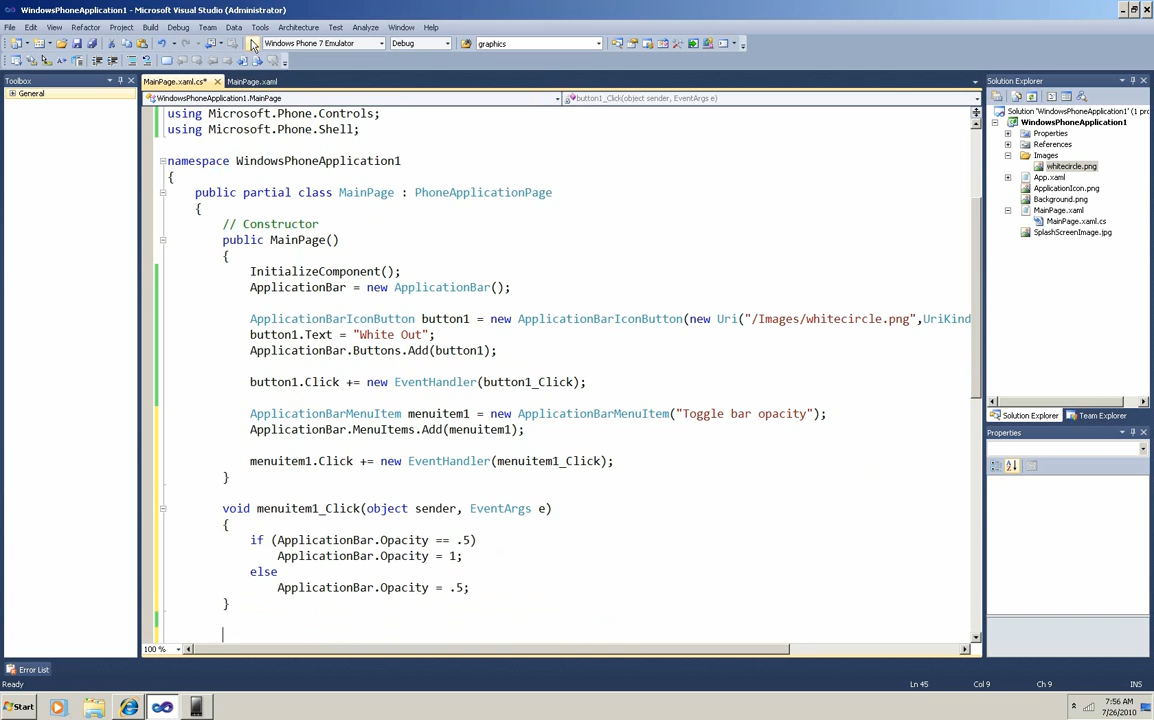 WindowsPhoneApplication1 - Microsoft Visual Studio (Administrator)
File Edit View Refactor Project Build Debug Team Data Tools Architecture Test Analyze Window Help
Windows Phone 7 Emulator Debug graphics
Toolbox
General
MainPage.xaml.cs* MainPage.xaml
WindowsPhoneApplication1.MainPage button1_Click(object sender, EventArgs e)
using Microsoft.Phone.Controls;
using Microsoft.Phone.Shell;
namespace WindowsPhoneApplication1
{
public partial class MainPage : PhoneApplicationPage
{
// Constructor
public MainPage()
{
InitializeComponent();
ApplicationBar = new ApplicationBar();
ApplicationBarIconButton button1 = new ApplicationBarIconButton(new Uri("/Images/whitecircle.png",UriKind
button1.Text = "White Out";
ApplicationBar.Buttons.Add(button1);
button1.Click += new EventHandler(button1_Click);
ApplicationBarMenuItem menuitem1 = new ApplicationBarMenuItem("Toggle bar opacity");
ApplicationBar.MenuItems.Add(menuitem1);
menuitem1.Click += new EventHandler(menuitem1_Click);
}
void menuitem1_Click(object sender, EventArgs e)
{
if (ApplicationBar.Opacity == .5)
ApplicationBar.Opacity = 1;
else
ApplicationBar.Opacity = .5;
}
100 %
Solution Explorer
Solution 'WindowsPhoneApplication1' (1 pro
WindowsPhoneApplication1
Properties
References
Images
whitecircle.png
App.xaml
ApplicationIcon.png
Background.png
MainPage.xaml
MainPage.xaml.cs
SplashScreenImage.jpg
Solution Explorer Team Explorer
Properties
Error List
Ready Ln 45 Col 9 Ch 9 INS
Start
7:56 AM
7/26/2010